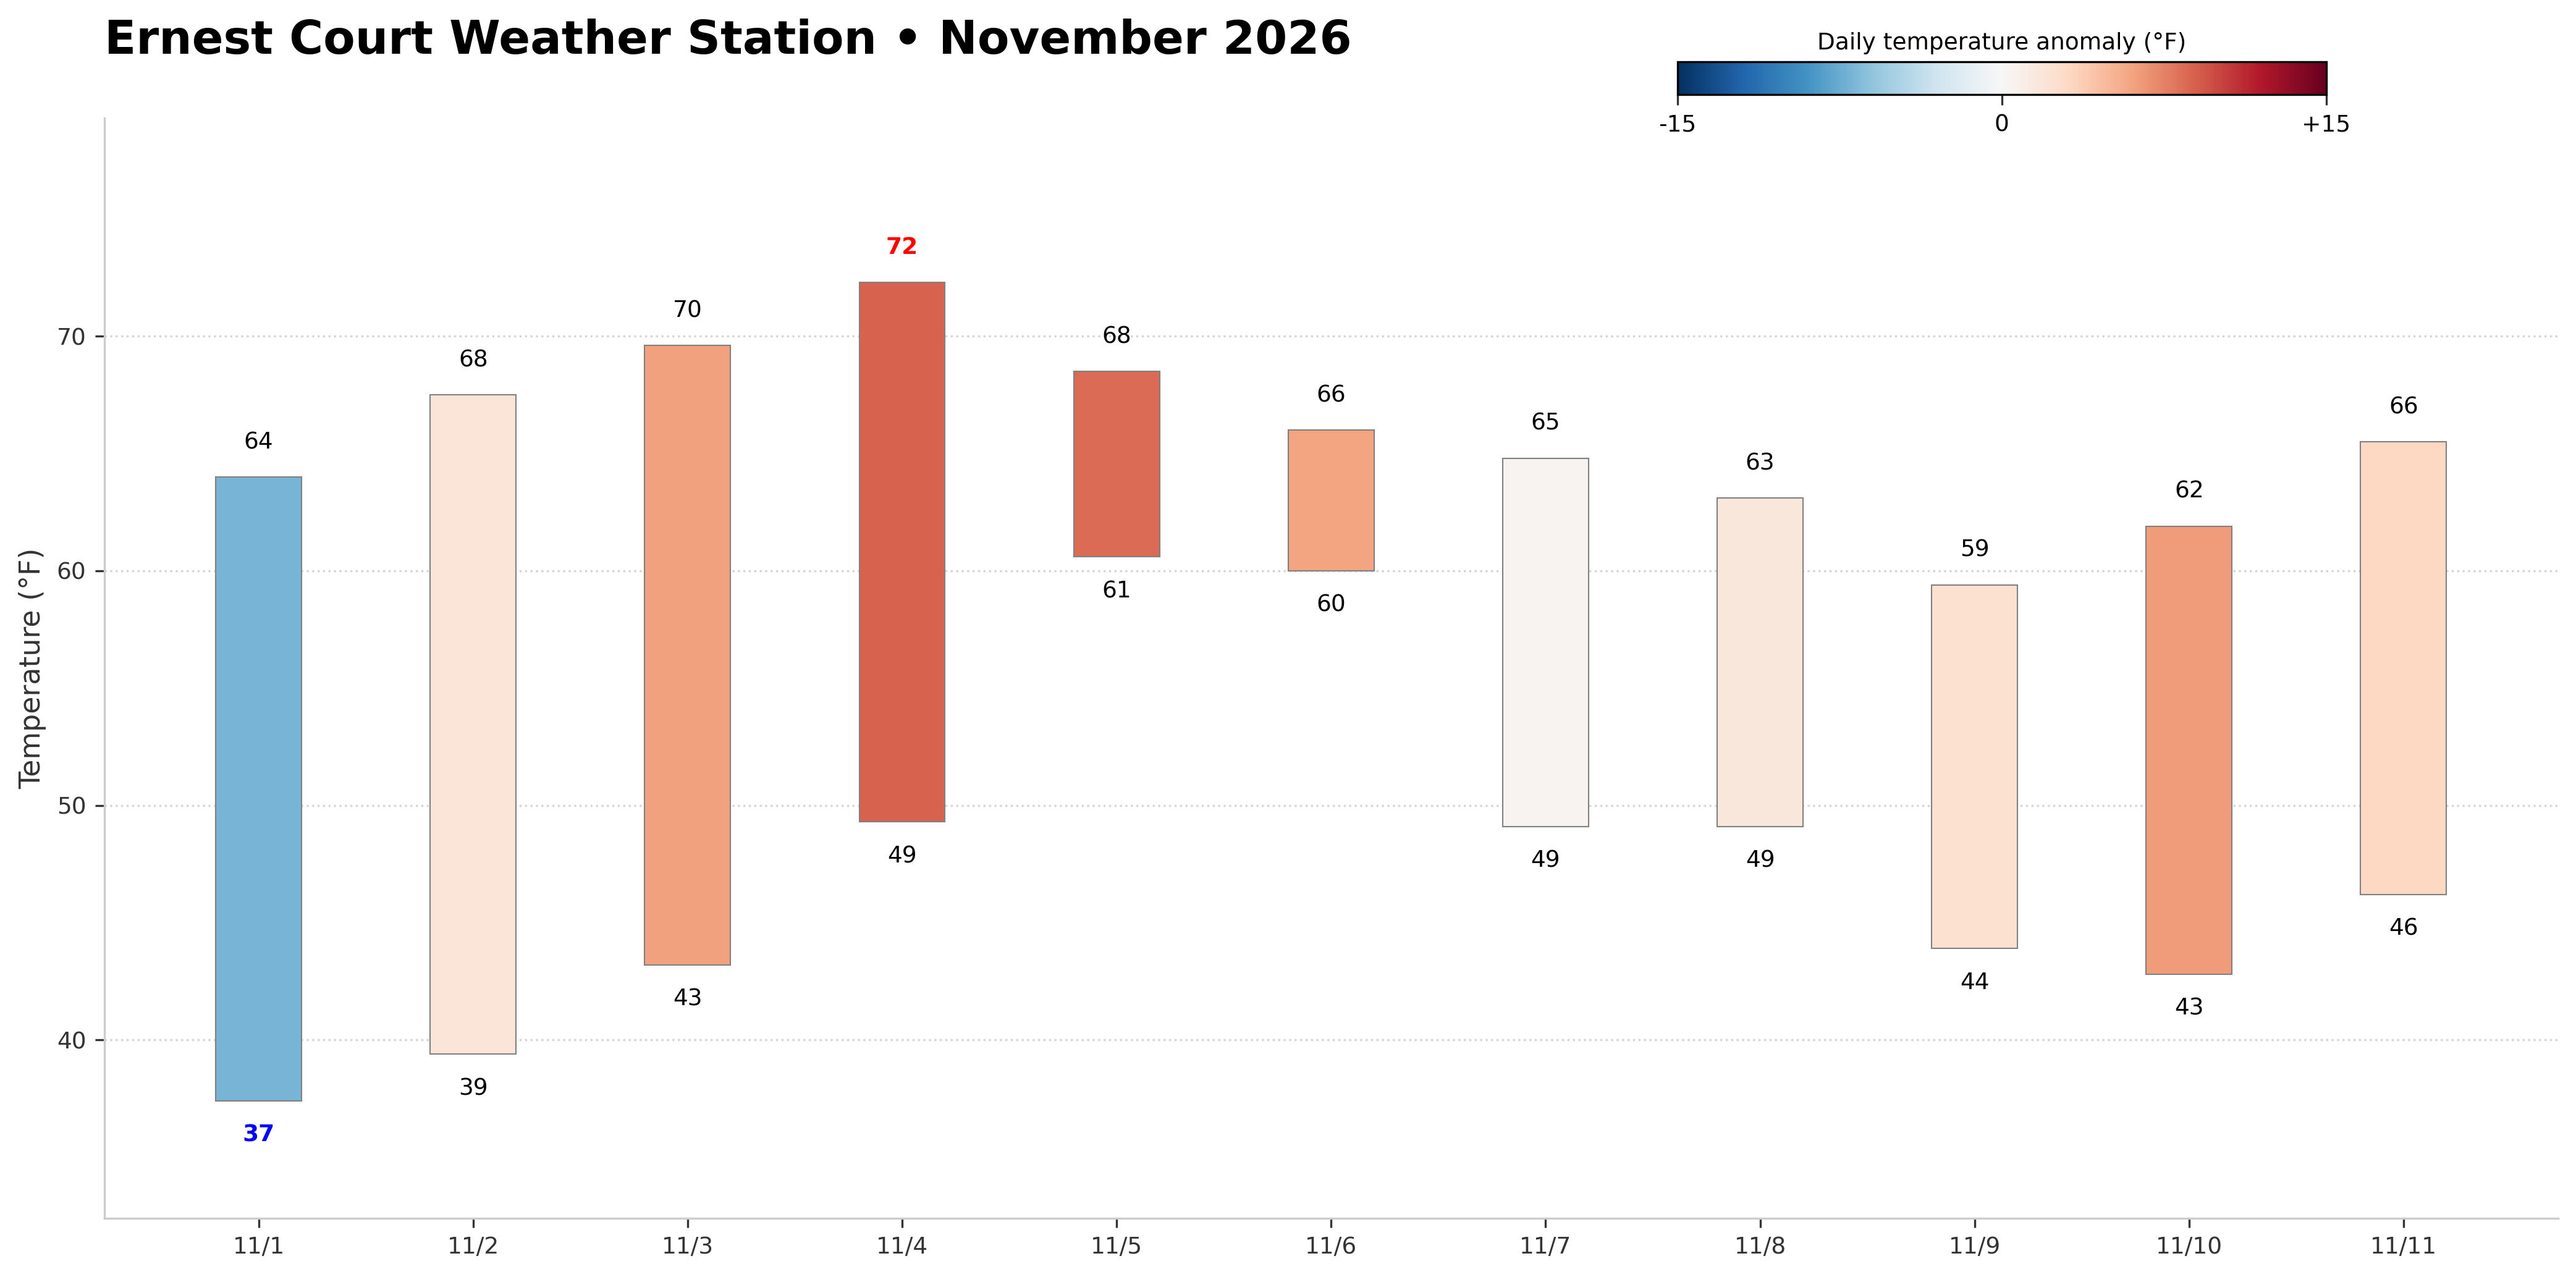 Ernest Court Weather Station • November 2026
Daily temperature anomaly (°F)
-15 0 +15
Temperature (°F)
70
60
50
40
64 68 70 72 68 66 65 63 59 62 66
37 39 43 49 61 60 49 49 44 43 46
11/1 11/2 11/3 11/4 11/5 11/6 11/7 11/8 11/9 11/10 11/11